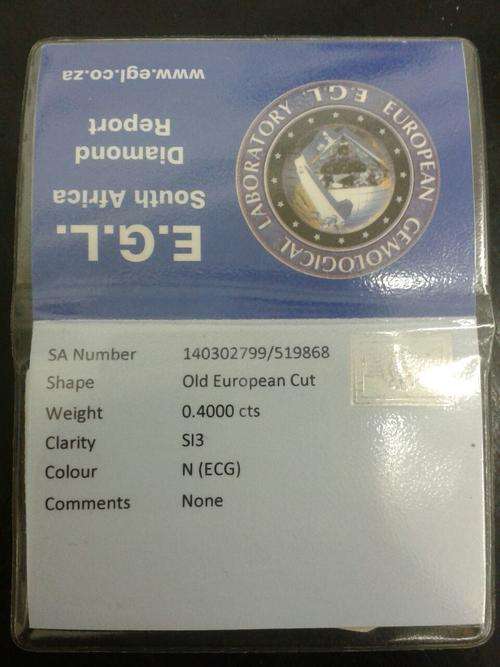 E.G.L.
South Africa
Diamond
Report
www.egl.co.za
EUROPEAN GEMOLOGICAL LABORATORY E.G.L.
SA Number 140302799/519868
Shape Old European Cut
Weight 0.4000 cts
Clarity SI3
Colour N (ECG)
Comments None